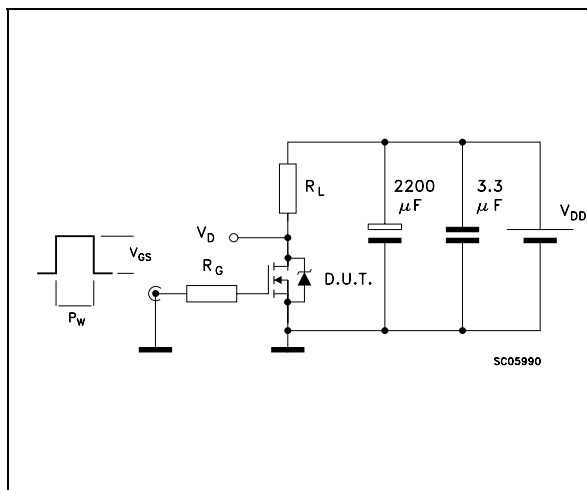 R_L
2200
μF
3.3
μF
V_DD
V_D
V_GS
R_G
D.U.T.
P_W
SC05990